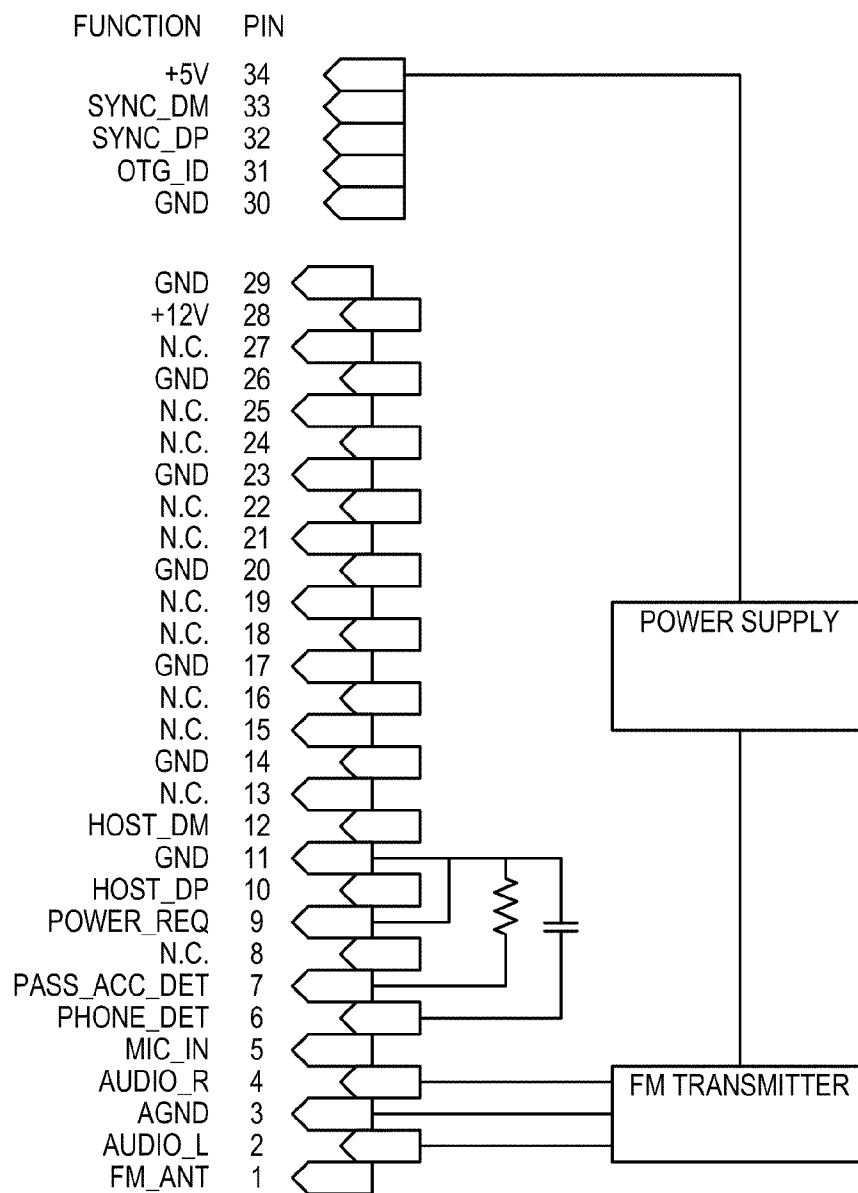 FUNCTION PIN
+5V 34
SYNC_DM 33
SYNC_DP 32
OTG_ID 31
GND 30
GND 29
+12V 28
N.C. 27
GND 26
N.C. 25
N.C. 24
GND 23
N.C. 22
N.C. 21
GND 20
N.C. 19
N.C. 18
GND 17
N.C. 16
N.C. 15
GND 14
N.C. 13
HOST_DM 12
GND 11
HOST_DP 10
POWER_REQ 9
N.C. 8
PASS_ACC_DET 7
PHONE_DET 6
MIC_IN 5
AUDIO_R 4
AGND 3
AUDIO_L 2
FM_ANT 1
POWER SUPPLY
FM TRANSMITTER